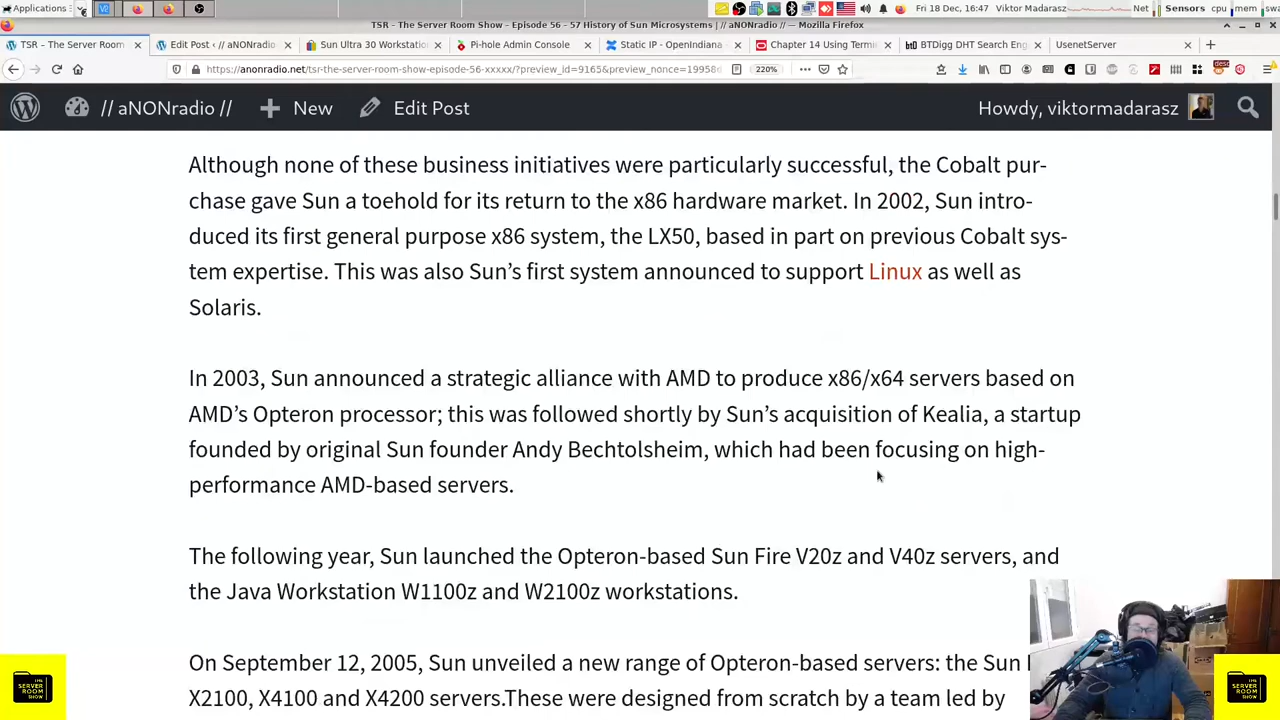 Applications
Fri 18 Dec, 16:47 Viktor Madarasz
Net
Sensors cpu mem swa
TSR - The Server Room Show - Episode 56 - 57 History of Sun Microsystems | // aNONradio // — Mozilla Firefox
TSR - The Server Room
Edit Post ‹ // aNONradio
Sun Ultra 30 Workstatio
Pi-hole Admin Console
Static IP - OpenIndiana
Chapter 14 Using Term
BTDigg DHT Search Eng
UsenetServer
https://anonradio.net/tsr-the-server-room-show-episode-56-xxxxx/?preview_id=9165&preview_nonce=19958
220%
// aNONradio //
New
Edit Post
Howdy, viktormadarasz
Although none of these business initiatives were particularly successful, the Cobalt pur-
chase gave Sun a toehold for its return to the x86 hardware market. In 2002, Sun intro-
duced its first general purpose x86 system, the LX50, based in part on previous Cobalt sys-
tem expertise. This was also Sun’s first system announced to support Linux as well as
Solaris.
In 2003, Sun announced a strategic alliance with AMD to produce x86/x64 servers based on
AMD’s Opteron processor; this was followed shortly by Sun’s acquisition of Kealia, a startup
founded by original Sun founder Andy Bechtolsheim, which had been focusing on high-
performance AMD-based servers.
The following year, Sun launched the Opteron-based Sun Fire V20z and V40z servers, and
the Java Workstation W1100z and W2100z workstations.
On September 12, 2005, Sun unveiled a new range of Opteron-based servers: the Sun
X2100, X4100 and X4200 servers.These were designed from scratch by a team led by
THE
SERVER
ROOM
SHOW
THE
SERVER
ROOM
SHOW